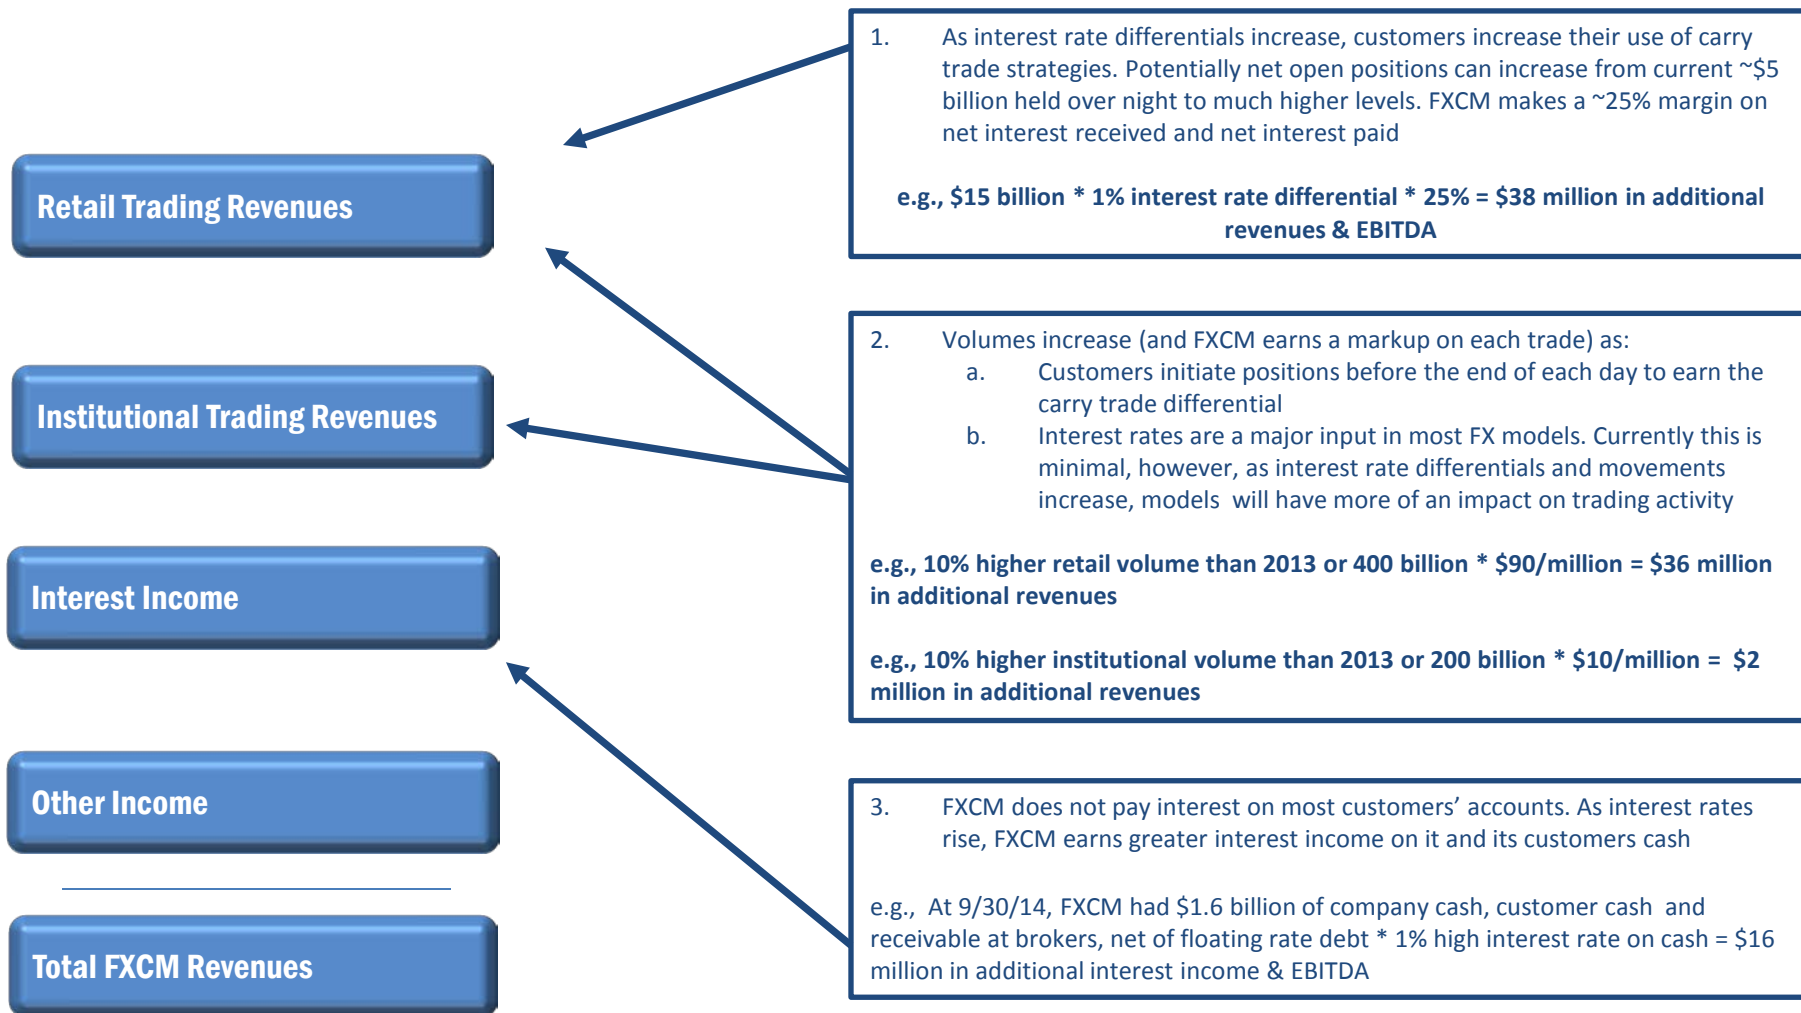 Retail Trading Revenues
Institutional Trading Revenues
Interest Income
Other Income
Total FXCM Revenues
1. As interest rate differentials increase, customers increase their use of carry
trade strategies. Potentially net open positions can increase from current ~$5
billion held over night to much higher levels. FXCM makes a ~25% margin on
net interest received and net interest paid
e.g., $15 billion * 1% interest rate differential * 25% = $38 million in additional
revenues & EBITDA
2. Volumes increase (and FXCM earns a markup on each trade) as:
a. Customers initiate positions before the end of each day to earn the
carry trade differential
b. Interest rates are a major input in most FX models. Currently this is
minimal, however, as interest rate differentials and movements
increase, models will have more of an impact on trading activity
e.g., 10% higher retail volume than 2013 or 400 billion * $90/million = $36 million
in additional revenues
e.g., 10% higher institutional volume than 2013 or 200 billion * $10/million = $2
million in additional revenues
3. FXCM does not pay interest on most customers’ accounts. As interest rates
rise, FXCM earns greater interest income on it and its customers cash
e.g., At 9/30/14, FXCM had $1.6 billion of company cash, customer cash and
receivable at brokers, net of floating rate debt * 1% high interest rate on cash = $16
million in additional interest income & EBITDA